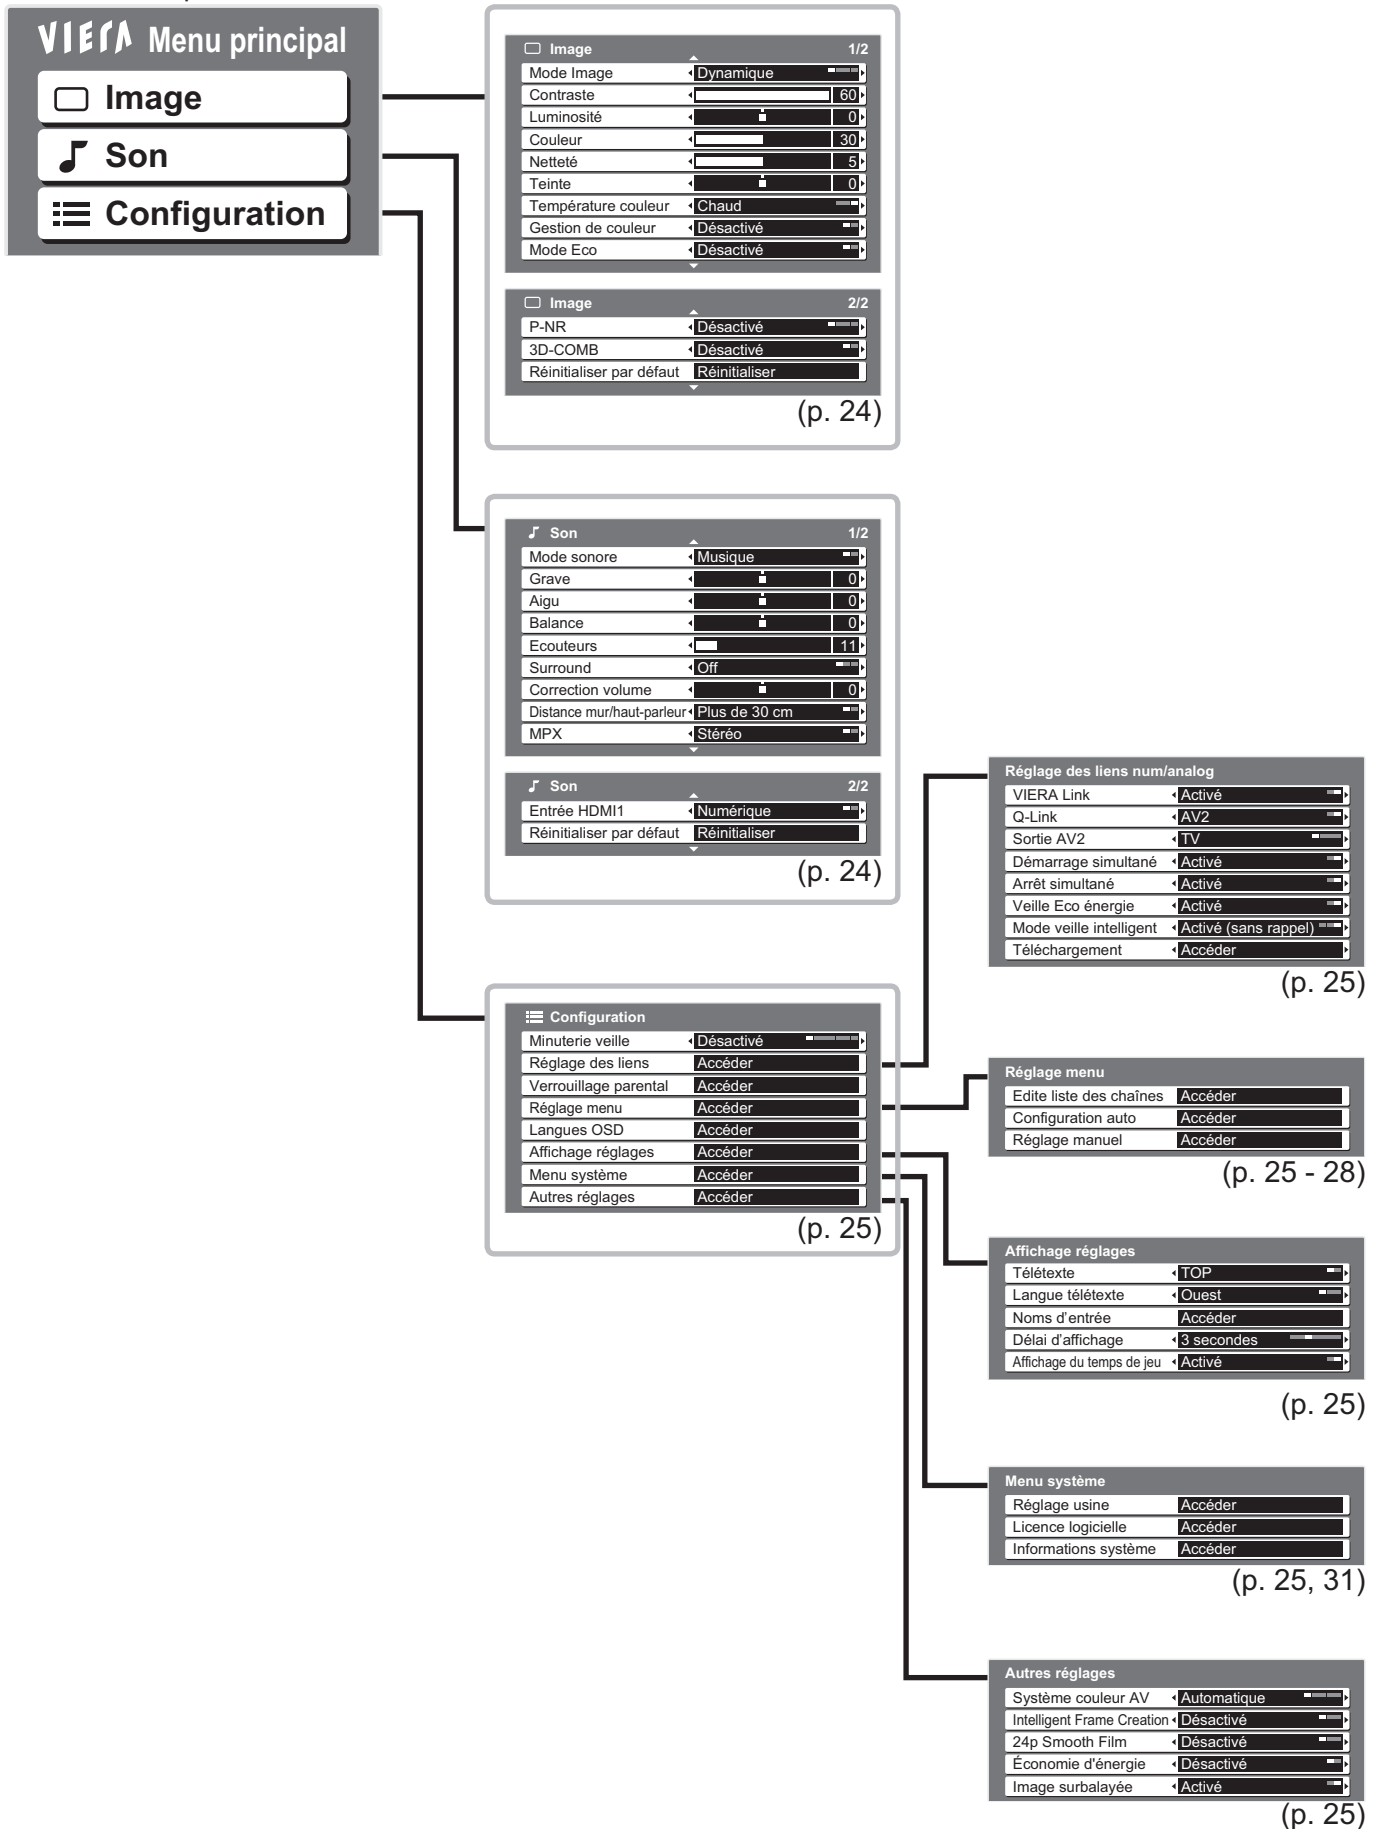 VIERA Menu principal
Image
Son
Configuration
Image 1/2
Mode Image Dynamique
Contraste 60
Luminosité 0
Couleur 30
Netteté 5
Teinte 0
Température couleur Chaud
Gestion de couleur Désactivé
Mode Eco Désactivé
Image 2/2
P-NR Désactivé
3D-COMB Désactivé
Réinitialiser par défaut Réinitialiser
(p. 24)
Son 1/2
Mode sonore Musique
Grave 0
Aigu 0
Balance 0
Ecouteurs 11
Surround Off
Correction volume 0
Distance mur/haut-parleur Plus de 30 cm
MPX Stéréo
Son 2/2
Entrée HDMI1 Numérique
Réinitialiser par défaut Réinitialiser
(p. 24)
Configuration
Minuterie veille Désactivé
Réglage des liens Accéder
Verrouillage parental Accéder
Réglage menu Accéder
Langues OSD Accéder
Affichage réglages Accéder
Menu système Accéder
Autres réglages Accéder
(p. 25)
Réglage des liens num/analog
VIERA Link Activé
Q-Link AV2
Sortie AV2 TV
Démarrage simultané Activé
Arrêt simultané Activé
Veille Eco énergie Activé
Mode veille intelligent Activé (sans rappel)
Téléchargement Accéder
(p. 25)
Réglage menu
Edite liste des chaînes Accéder
Configuration auto Accéder
Réglage manuel Accéder
(p. 25 - 28)
Affichage réglages
Télétexte TOP
Langue télétexte Ouest
Noms d'entrée Accéder
Délai d'affichage 3 secondes
Affichage du temps de jeu Activé
(p. 25)
Menu système
Réglage usine Accéder
Licence logicielle Accéder
Informations système Accéder
(p. 25, 31)
Autres réglages
Système couleur AV Automatique
Intelligent Frame Creation Désactivé
24p Smooth Film Désactivé
Économie d'énergie Désactivé
Image surbalayée Activé
(p. 25)